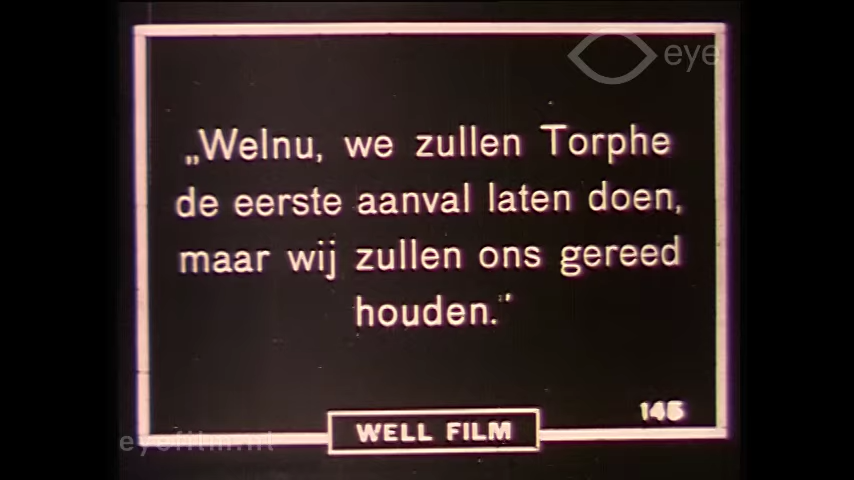 eye
„Welnu, we zullen Torphe
de eerste aanval laten doen,
maar wij zullen ons gereed
houden."
145
WELL FILM
eyefilm.nl